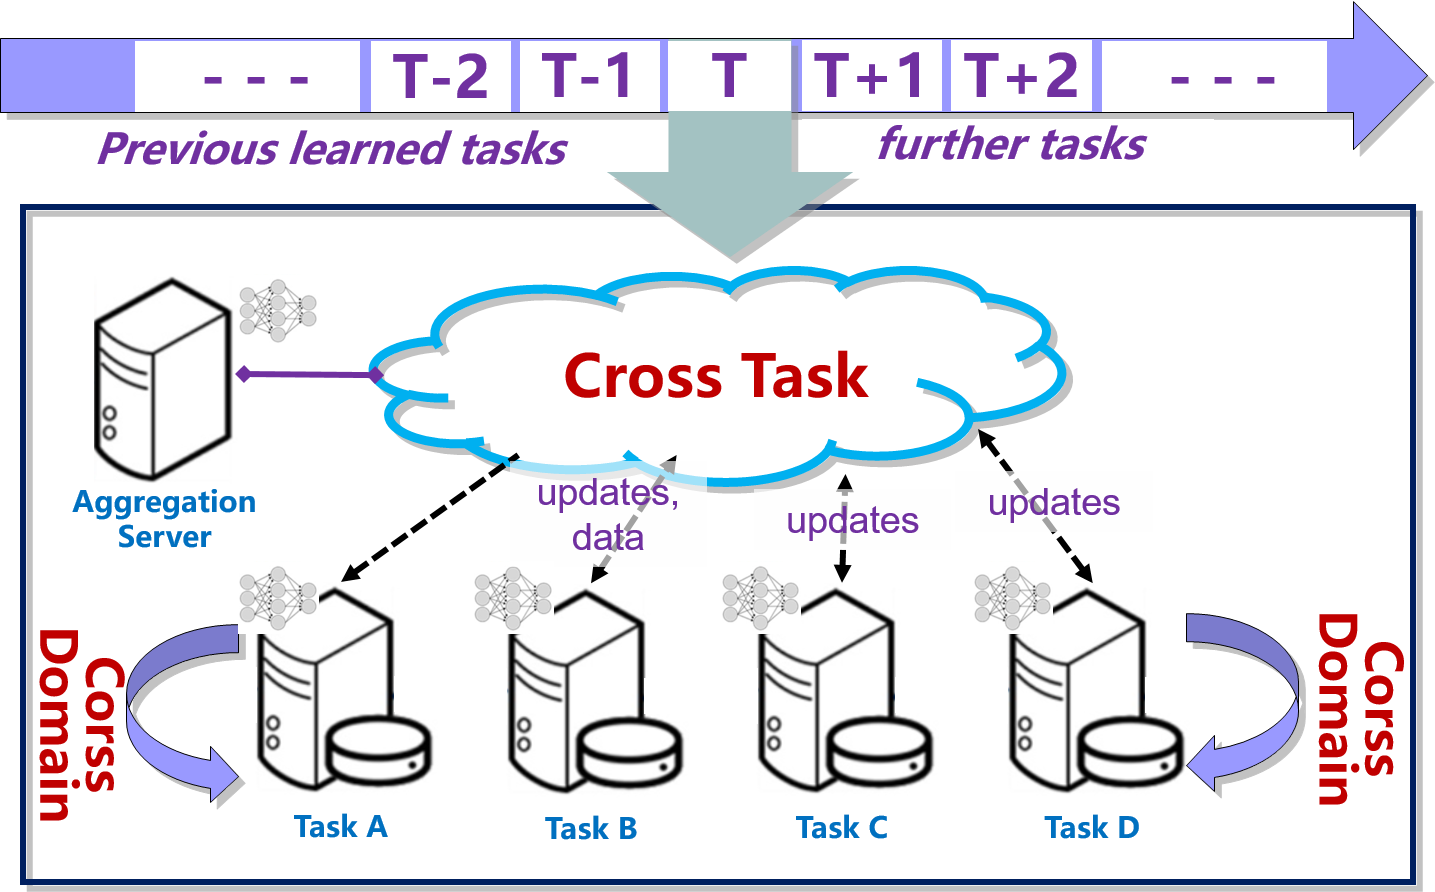 - - - T-2 T-1 T T+1 T+2 - - -
Previous learned tasks
further tasks
Cross Task
Aggregation
Server
updates,
data
updates
updates
Corss
Domain
Corss
Domain
Task A
Task B
Task C
Task D